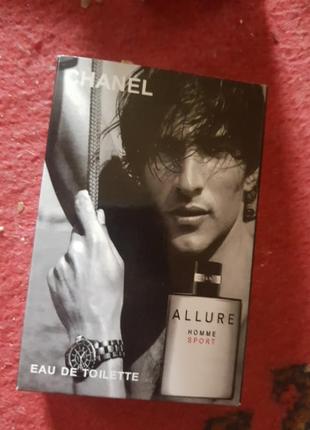 CHANEL
ALLURE
HOMME
SPORT
EAU DE TOILETTE